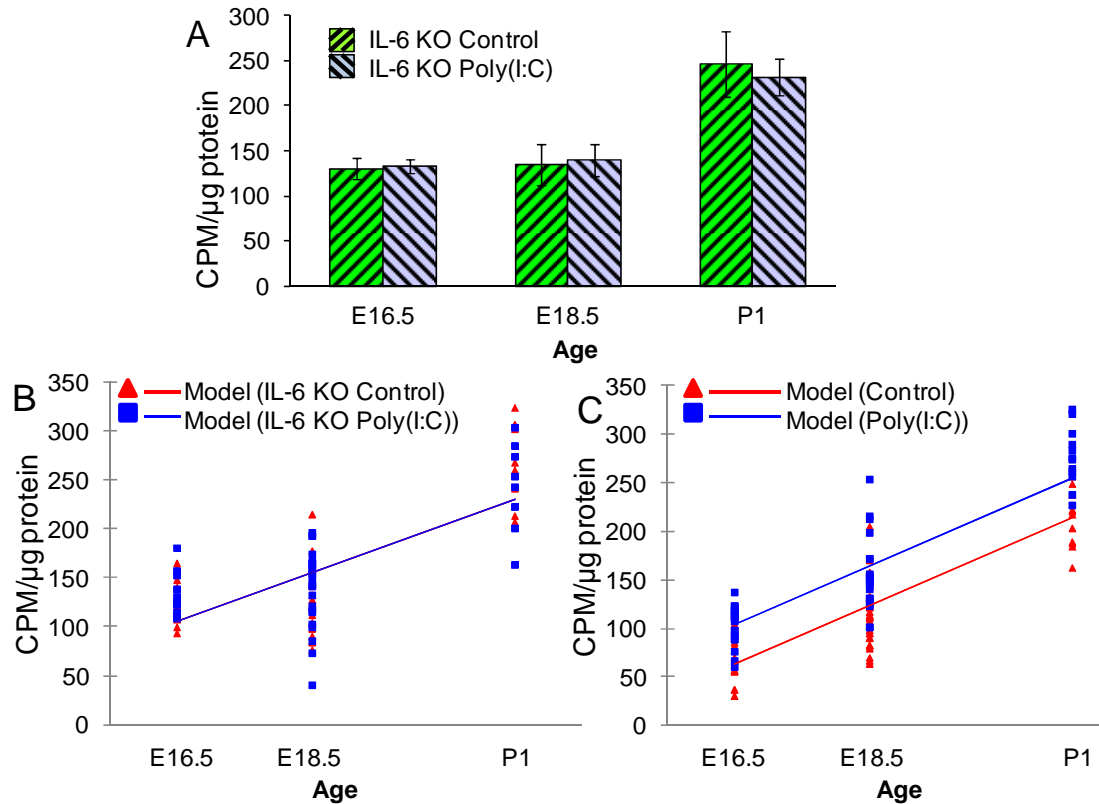 A
300
250
200
150
100
50
0
CPM/µg ptotein
IL-6 KO Control
IL-6 KO Poly(I:C)
E16.5 E18.5 P1
Age
B
350
300
250
200
150
100
50
0
CPM/µg protein
Model (IL-6 KO Control)
Model (IL-6 KO Poly(I:C))
E16.5 E18.5 P1
Age
C
350
300
250
200
150
100
50
0
CPM/µg protein
Model (Control)
Model (Poly(I:C))
E16.5 E18.5 P1
Age